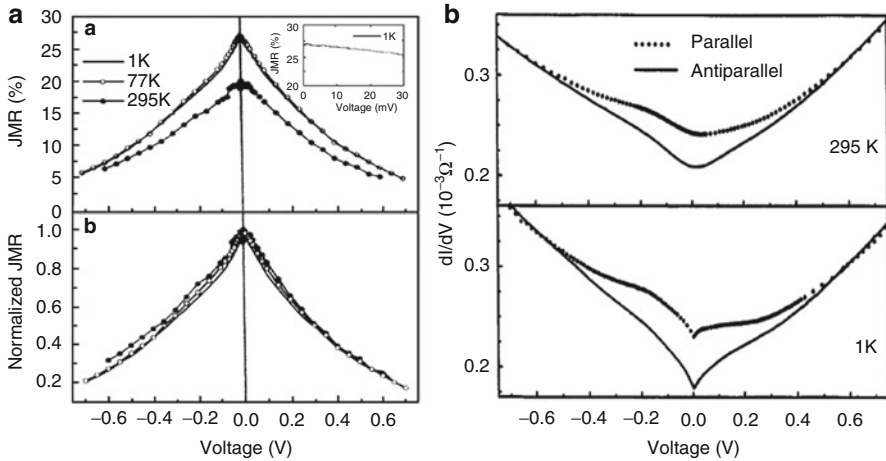 a
a
JMR (%)
30
25
20
15
10
5
0
1K
77K
295K
JMR (%)
30
25
20
1K
0
10
20
30
Voltage (mV)
b
Normalized JMR
1.0
0.8
0.6
0.4
0.2
−0.6
−0.4
−0.2
0.0
0.2
0.4
0.6
Voltage (V)
b
dI/dV (10⁻³Ω⁻¹)
0.3
0.2
Parallel
Antiparallel
295 K
0.3
0.2
1K
−0.6
−0.4
−0.2
0.0
0.2
0.4
0.6
Voltage (V)